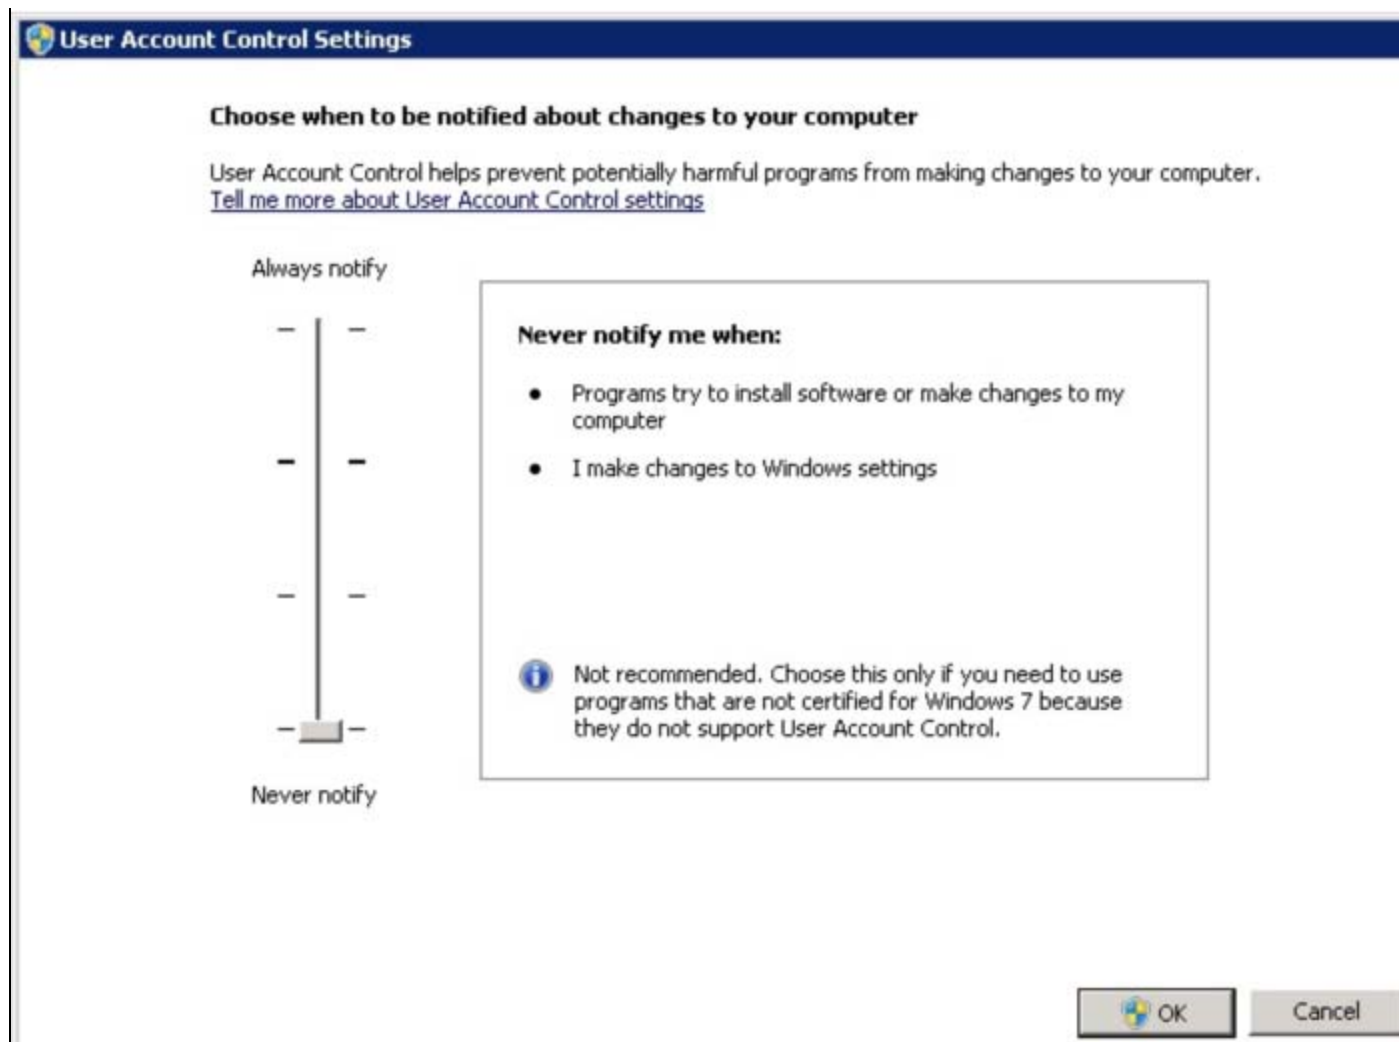 User Account Control Settings
Choose when to be notified about changes to your computer
User Account Control helps prevent potentially harmful programs from making changes to your computer.
Tell me more about User Account Control settings
Always notify
Never notify me when:
• Programs try to install software or make changes to my
computer
• I make changes to Windows settings
Not recommended. Choose this only if you need to use
programs that are not certified for Windows 7 because
they do not support User Account Control.
Never notify
OK
Cancel